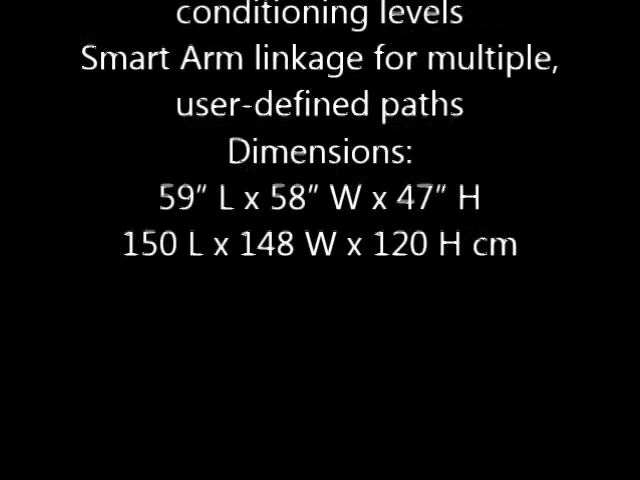 conditioning levels
Smart Arm linkage for multiple,
user-defined paths
Dimensions:
59” L x 58” W x 47” H
150 L x 148 W x 120 H cm